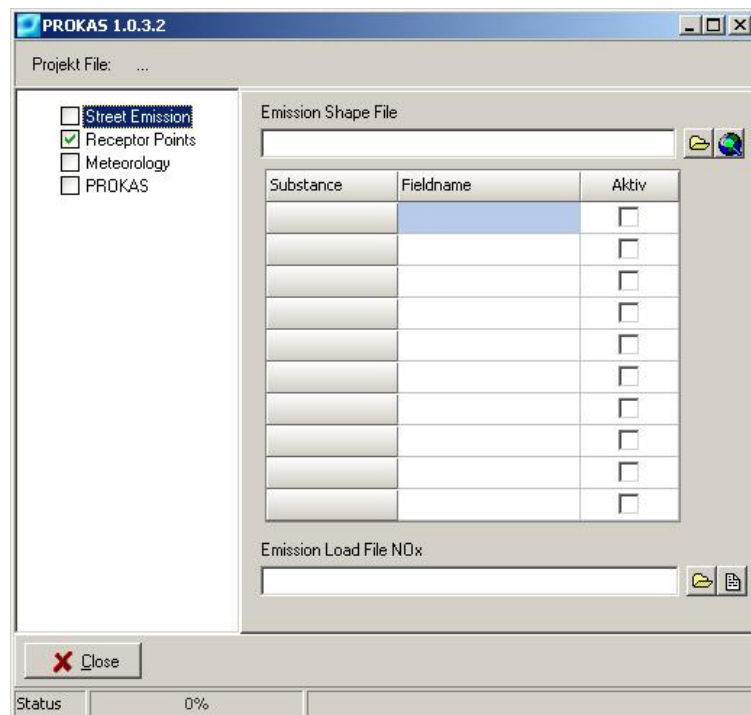 PROKAS 1.0.3.2
Projekt File: ...
Street Emission
Receptor Points
Meteorology
PROKAS
Emission Shape File
Substance Fieldname Aktiv
Emission Load File NOx
Close
Status 0%